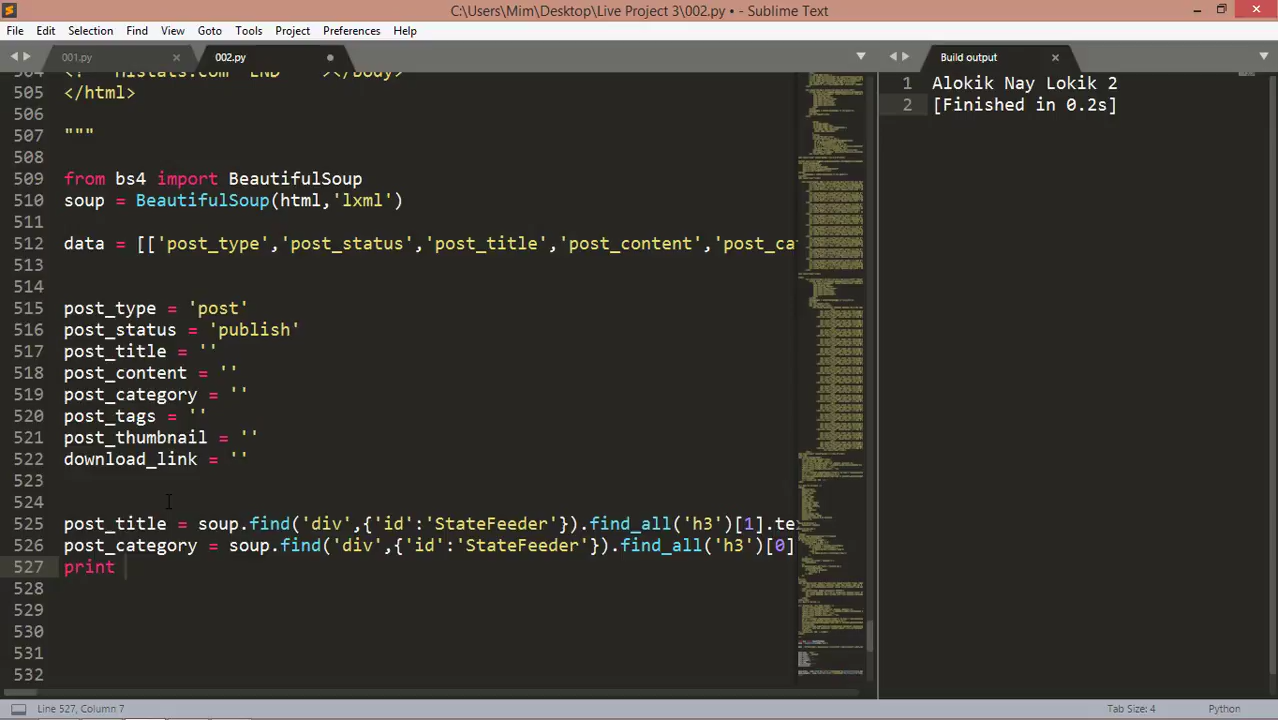 C:\Users\Mim\Desktop\Live Project 3\002.py • - Sublime Text
File Edit Selection Find View Goto Tools Project Preferences Help
001.py 002.py Build output
505 </html>
506
507 """
508
509 from bs4 import BeautifulSoup
510 soup = BeautifulSoup(html,'lxml')
511
512 data = [['post_type','post_status','post_title','post_content','post_ca
513
514
515 post_type = 'post'
516 post_status = 'publish'
517 post_title = ''
518 post_content = ''
519 post_category = ''
520 post_tags = ''
521 post_thumbnail = ''
522 download_link = ''
523
524
525 post_title = soup.find('div',{'id':'StateFeeder'}).find_all('h3')[1].te
526 post_category = soup.find('div',{'id':'StateFeeder'}).find_all('h3')[0]
527 print
528
529
530
531
532
1 Alokik Nay Lokik 2
2 [Finished in 0.2s]
Line 527, Column 7 Tab Size: 4 Python